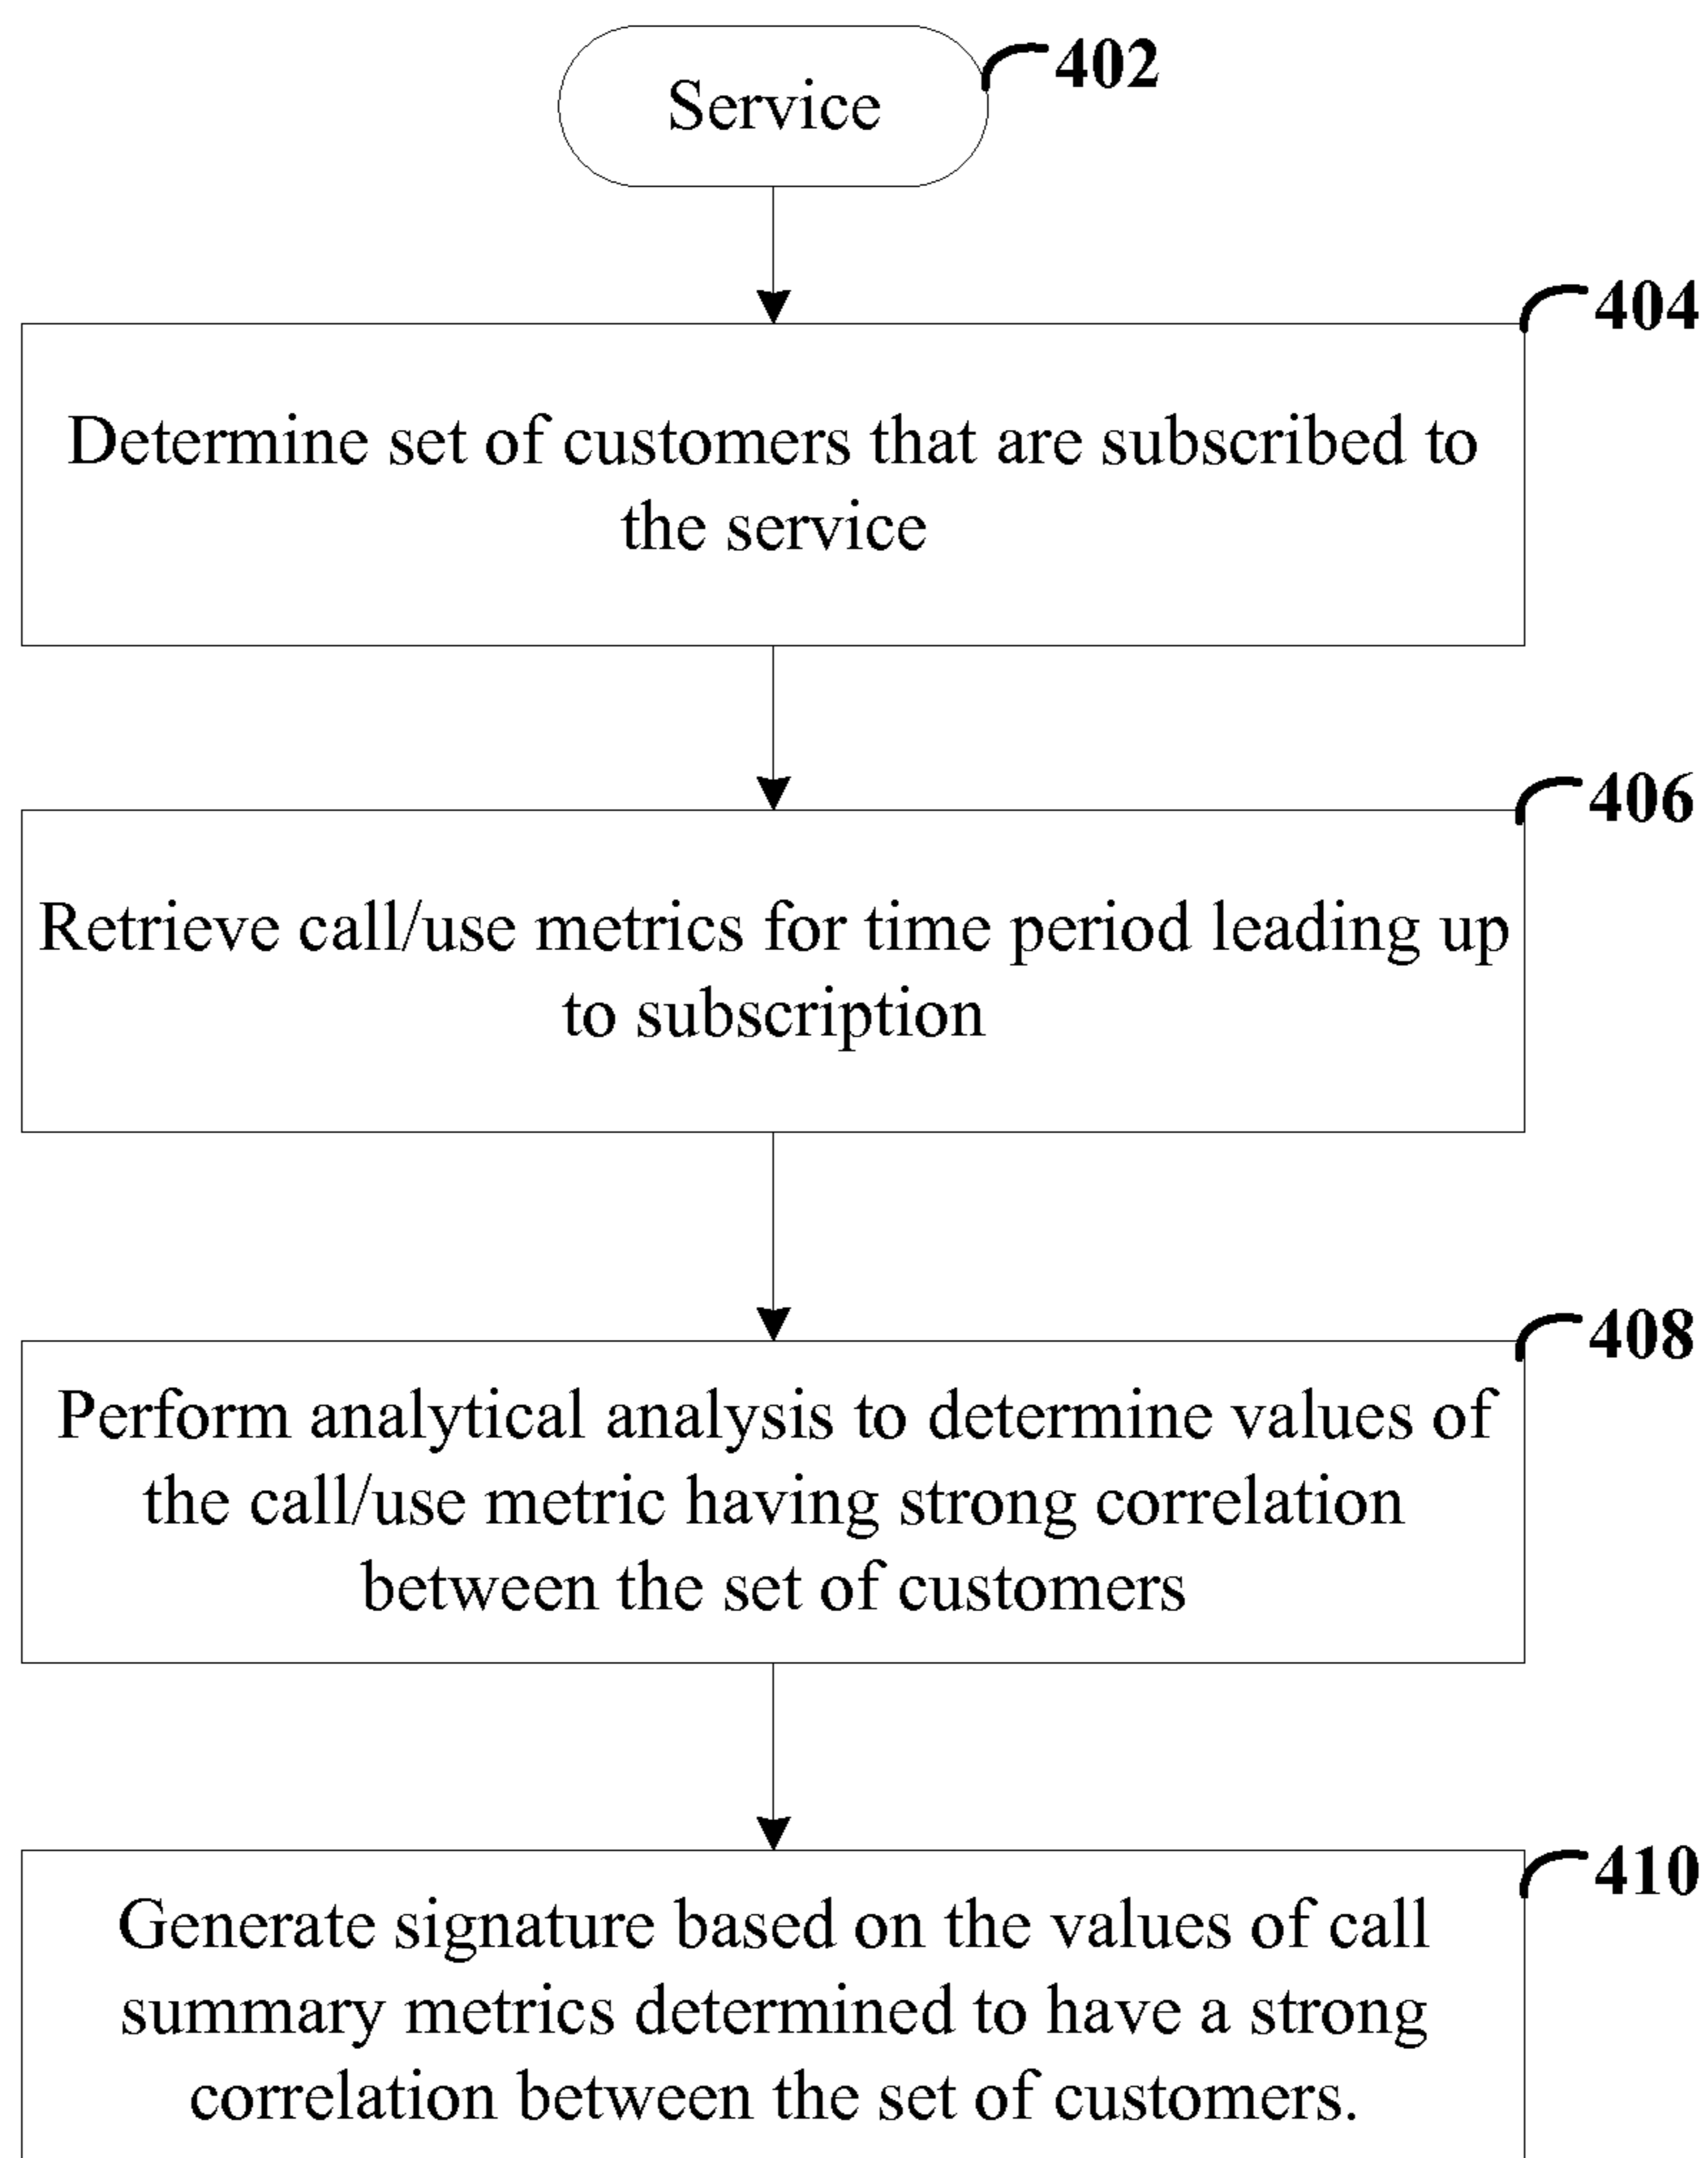 Service
402
404
Determine set of customers that are subscribed to
the service
406
Retrieve call/use metrics for time period leading up
to subscription
408
Perform analytical analysis to determine values of
the call/use metric having strong correlation
between the set of customers
410
Generate signature based on the values of call
summary metrics determined to have a strong
correlation between the set of customers.